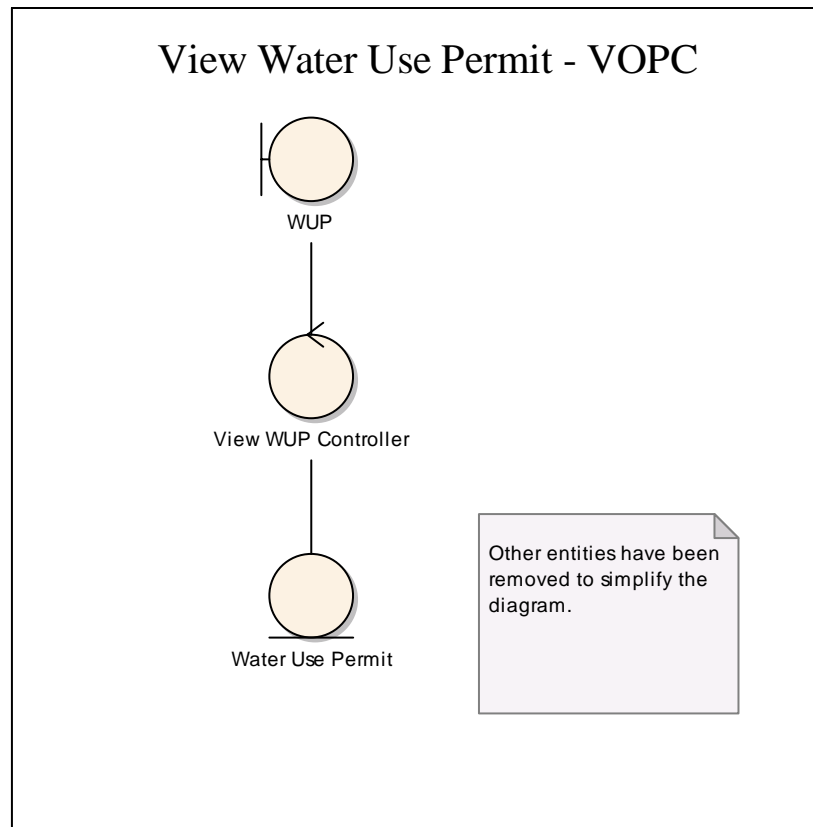 View Water Use Permit - VOPC
WUP
View WUP Controller
Other entities have been
removed to simplify the
diagram.
Water Use Permit